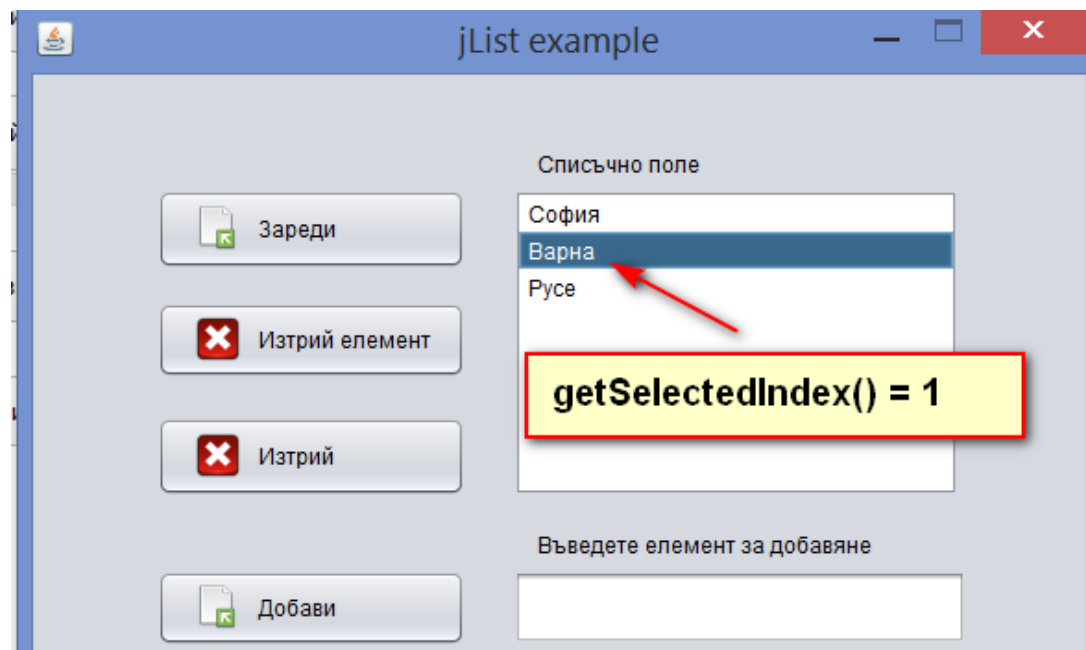 jList example
Списъчно поле
Зареди
София
Варна
Русе
Изтрий елемент
getSelectedIndex() = 1
Изтрий
Въведете елемент за добавяне
Добави